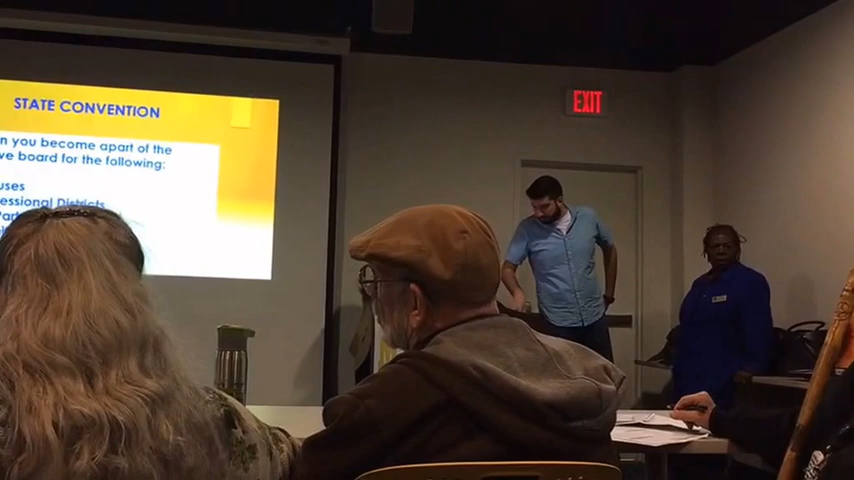 STATE CONVENTION
n you become apart of the
ve board for the following:
uses
essional Districts
EXIT